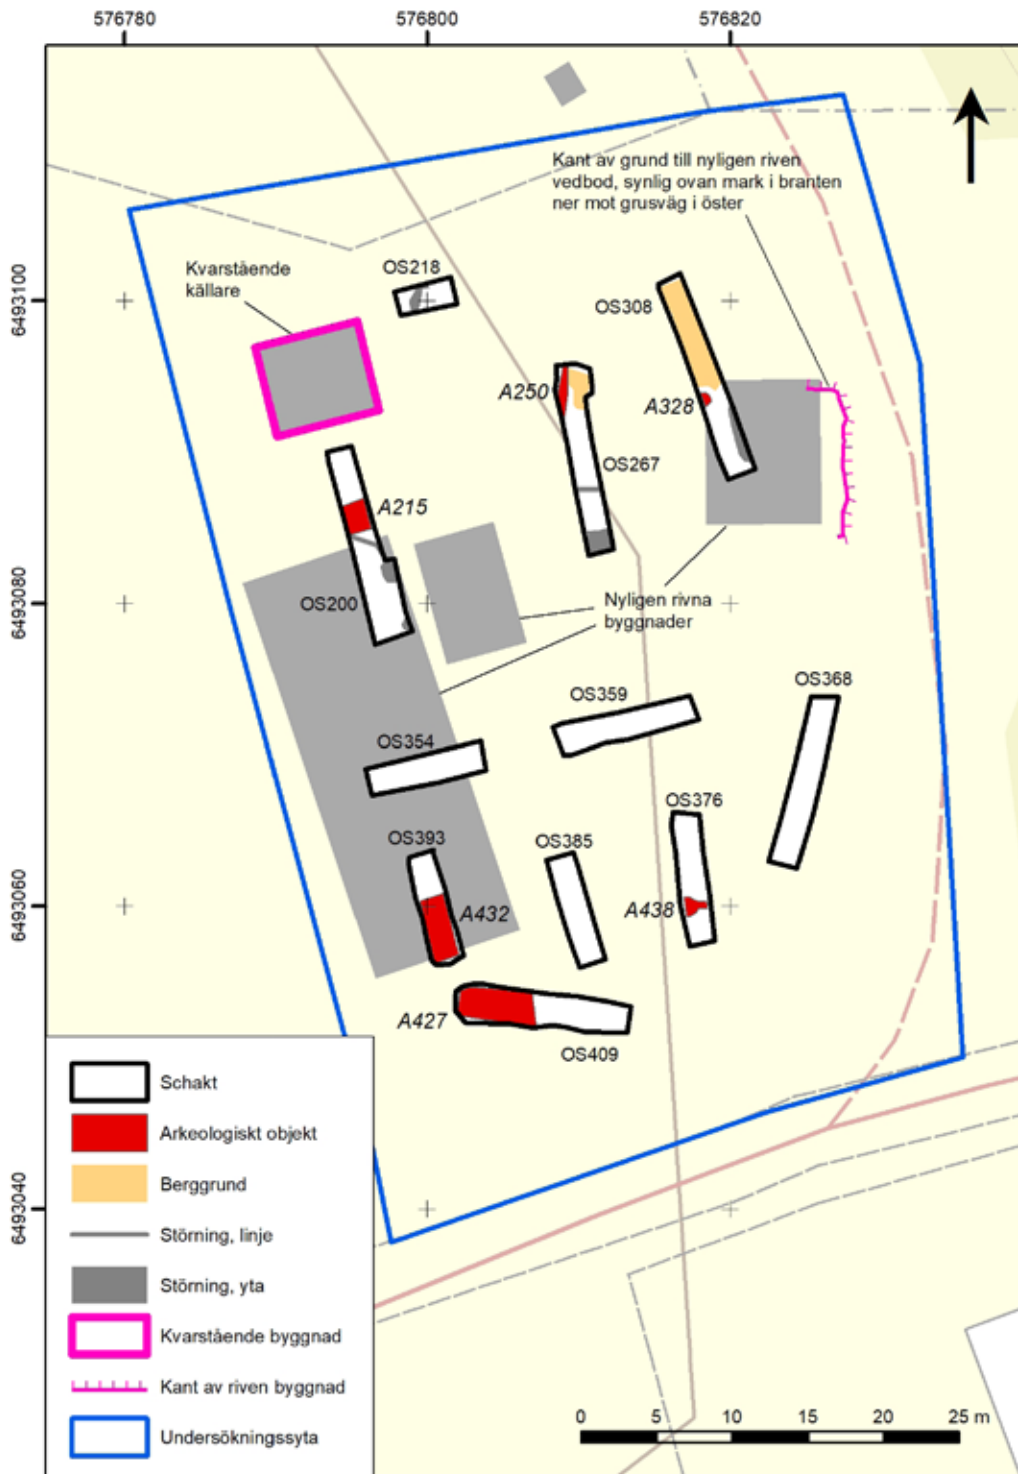 576780
576800
576820
6493100
6493080
6493060
6493040
Kant av grund till nyligen riven
vedbod, synlig ovan mark i branten
ner mot grusväg i öster
Kvarstående
källare
OS218
OS308
A250
A328
OS267
A215
OS200
Nyligen rivna
byggnader
OS368
OS359
OS354
OS376
OS393
OS385
A432
A438
A427
OS409
Schakt
Arkeologiskt objekt
Berggrund
Störning, linje
Störning, yta
Kvarstående byggnad
Kant av riven byggnad
Undersökningssyta
0 5 10 15 20 25 m